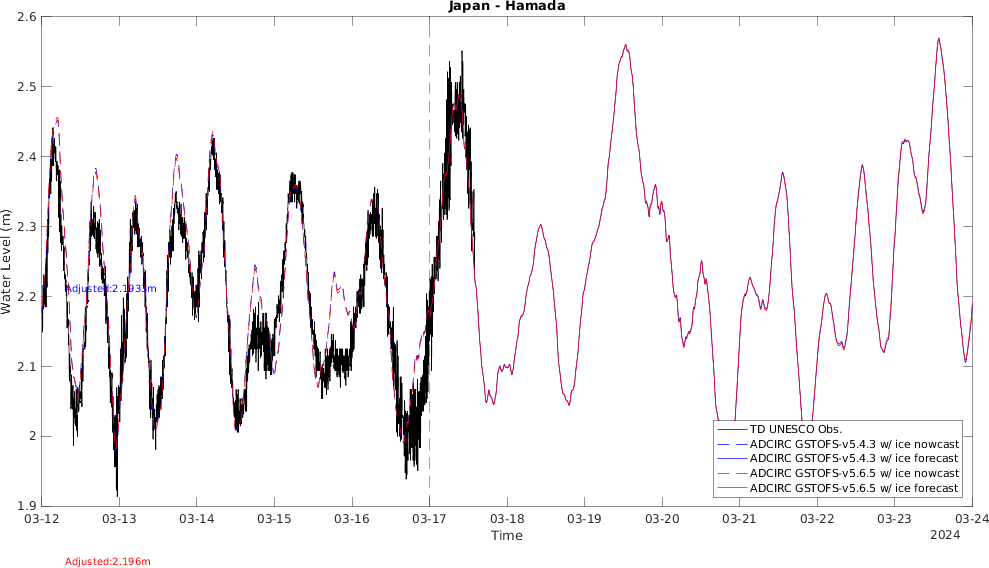 Japan - Hamada
2.6
2.5
2.4
2.3
2.2
2.1
2
1.9
Water Level (m)
Adjusted:2.1933m
TD UNESCO Obs.
ADCIRC GSTOFS-v5.4.3 w/ ice nowcast
ADCIRC GSTOFS-v5.4.3 w/ ice forecast
ADCIRC GSTOFS-v5.6.5 w/ ice nowcast
ADCIRC GSTOFS-v5.6.5 w/ ice forecast
03-12 03-13 03-14 03-15 03-16 03-17 03-18 03-19 03-20 03-21 03-22 03-23 03-24
Time
2024
Adjusted:2.196m